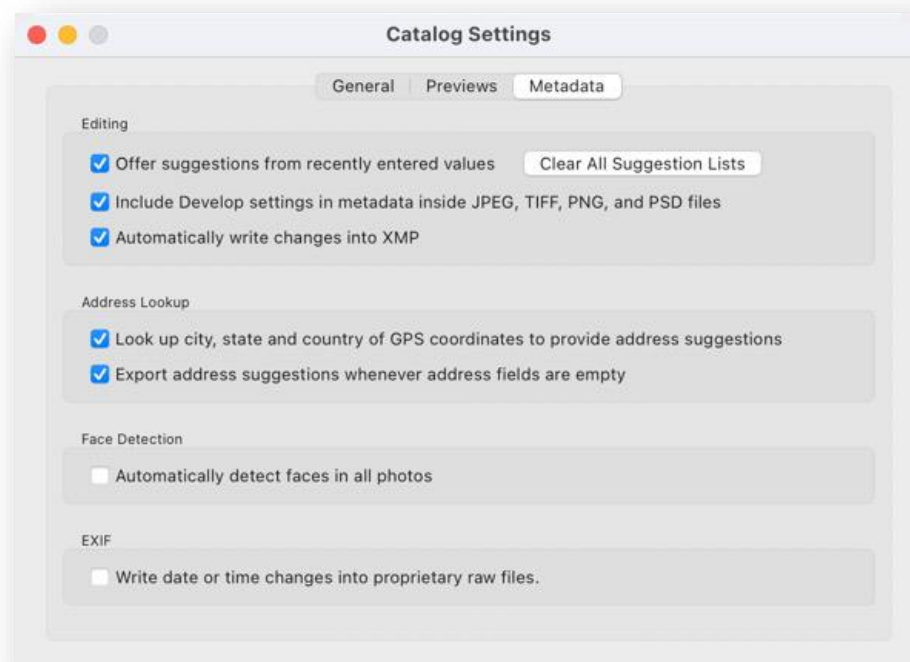 Catalog Settings
General Previews Metadata
Editing
Offer suggestions from recently entered values Clear All Suggestion Lists
Include Develop settings in metadata inside JPEG, TIFF, PNG, and PSD files
Automatically write changes into XMP
Address Lookup
Look up city, state and country of GPS coordinates to provide address suggestions
Export address suggestions whenever address fields are empty
Face Detection
Automatically detect faces in all photos
EXIF
Write date or time changes into proprietary raw files.